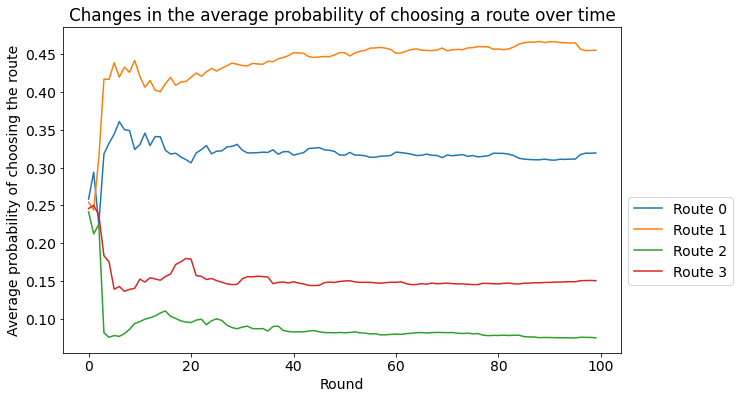 Changes in the average probability of choosing a route over time
Average probability of choosing the route
0.45
0.40
0.35
0.30
0.25
0.20
0.15
0.10
0
20
40
60
80
100
Round
Route 0
Route 1
Route 2
Route 3